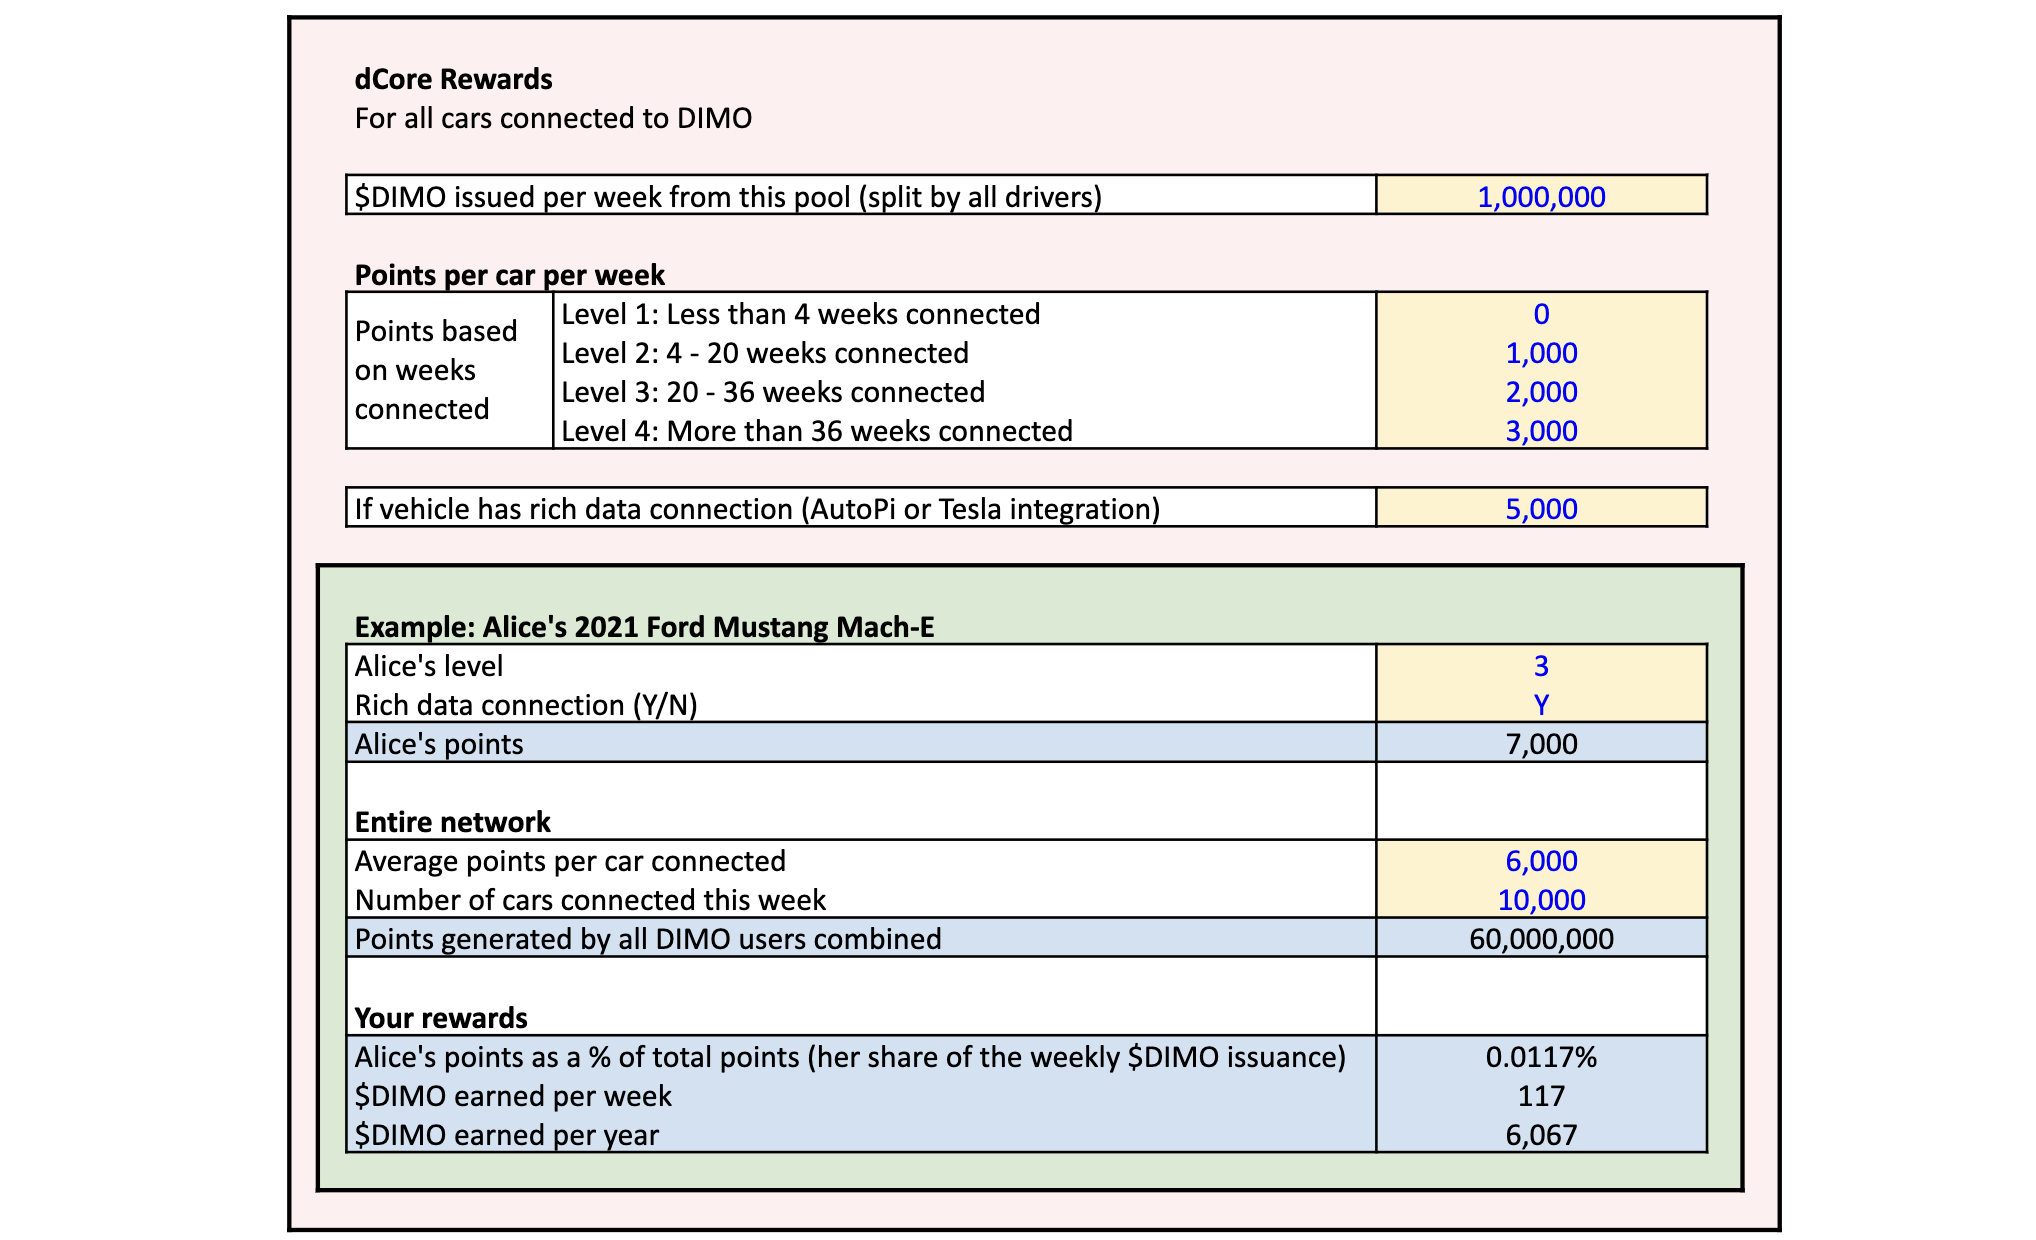 dCore Rewards
For all cars connected to DIMO
$DIMO issued per week from this pool (split by all drivers) 1,000,000
Points per car per week
Points based
on weeks
connected
Level 1: Less than 4 weeks connected 0
Level 2: 4 - 20 weeks connected 1,000
Level 3: 20 - 36 weeks connected 2,000
Level 4: More than 36 weeks connected 3,000
If vehicle has rich data connection (AutoPi or Tesla integration) 5,000
Example: Alice's 2021 Ford Mustang Mach-E
Alice's level 3
Rich data connection (Y/N) Y
Alice's points 7,000
Entire network
Average points per car connected 6,000
Number of cars connected this week 10,000
Points generated by all DIMO users combined 60,000,000
Your rewards
Alice's points as a % of total points (her share of the weekly $DIMO issuance) 0.0117%
$DIMO earned per week 117
$DIMO earned per year 6,067